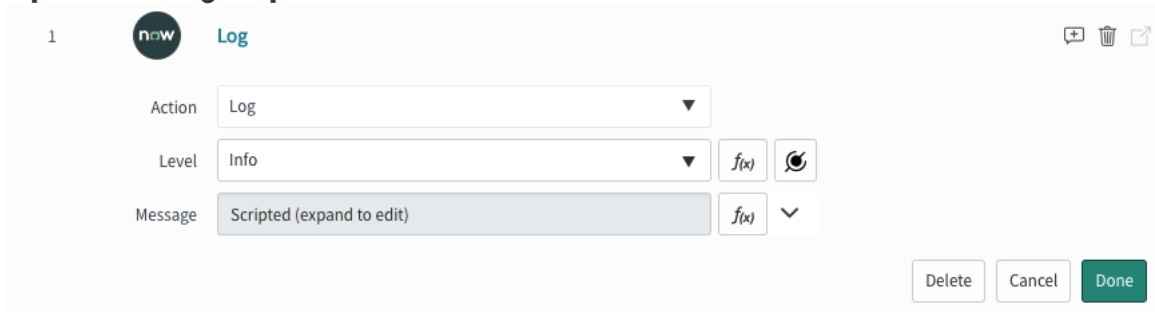 1 now Log
Action Log
Level Info f(x)
Message Scripted (expand to edit) f(x)
Delete Cancel Done